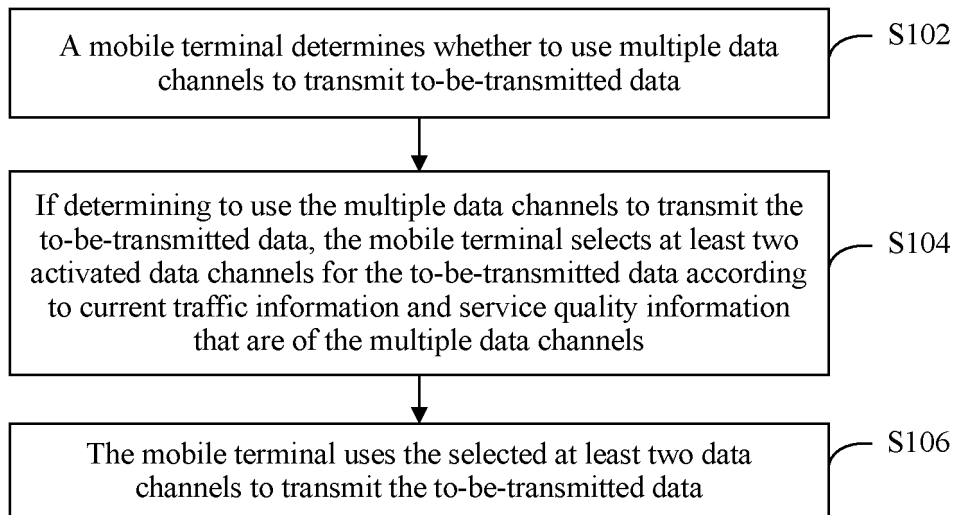 A mobile terminal determines whether to use multiple data
channels to transmit to-be-transmitted data
S102
If determining to use the multiple data channels to transmit the
to-be-transmitted data, the mobile terminal selects at least two
activated data channels for the to-be-transmitted data according
to current traffic information and service quality information
that are of the multiple data channels
S104
The mobile terminal uses the selected at least two data
channels to transmit the to-be-transmitted data
S106